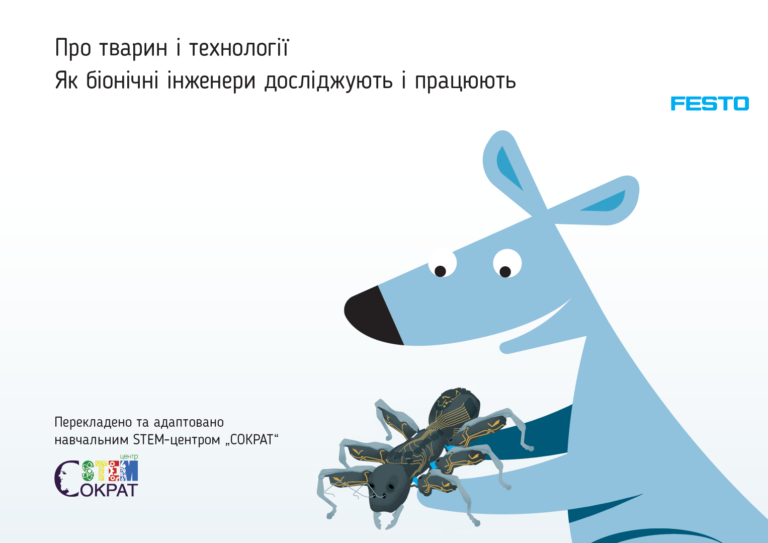 Про тварин і технології
Як біонічні інженери досліджують і працюють
FESTO
Перекладено та адаптовано
навчальним STEM-центром „СОКРАТ“
центр
STEM
СОКРАТ